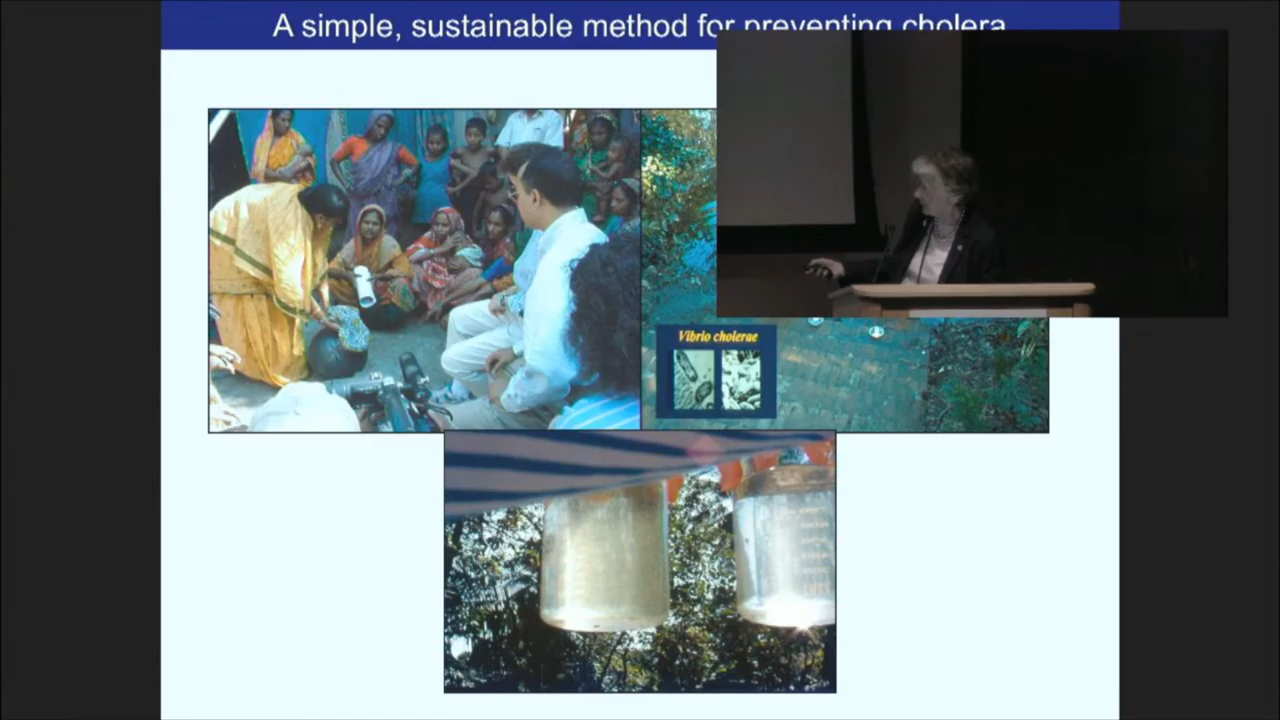 A simple, sustainable method for preventing cholera
Vibrio cholerae